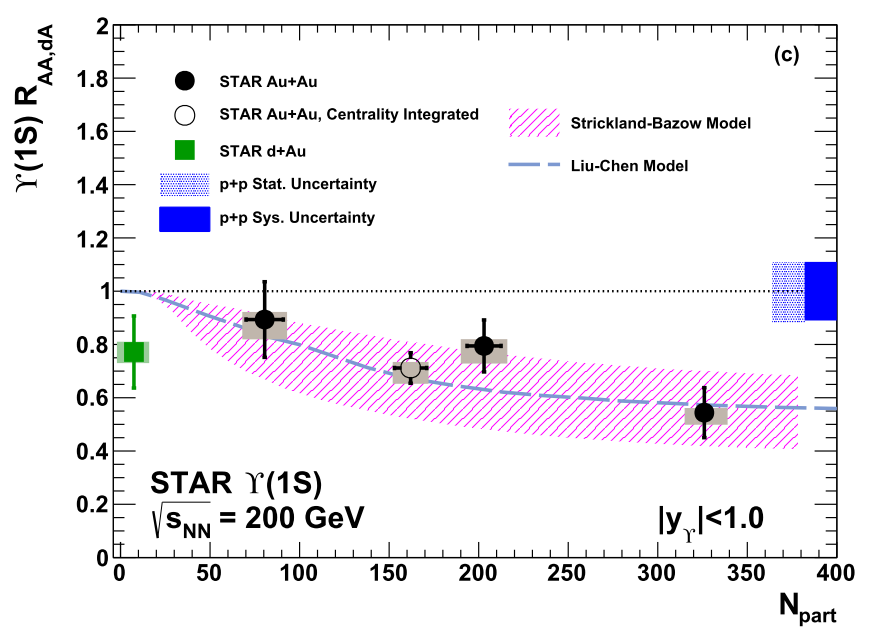 ϒ(1S) R_AA,dA
2
1.8
1.6
1.4
1.2
1
0.8
0.6
0.4
0.2
0
(c)
STAR Au+Au
STAR Au+Au, Centrality Integrated
STAR d+Au
p+p Stat. Uncertainty
p+p Sys. Uncertainty
Strickland-Bazow Model
Liu-Chen Model
STAR ϒ(1S)
√s_NN = 200 GeV
|y_ϒ|<1.0
0 50 100 150 200 250 300 350 400
N_part